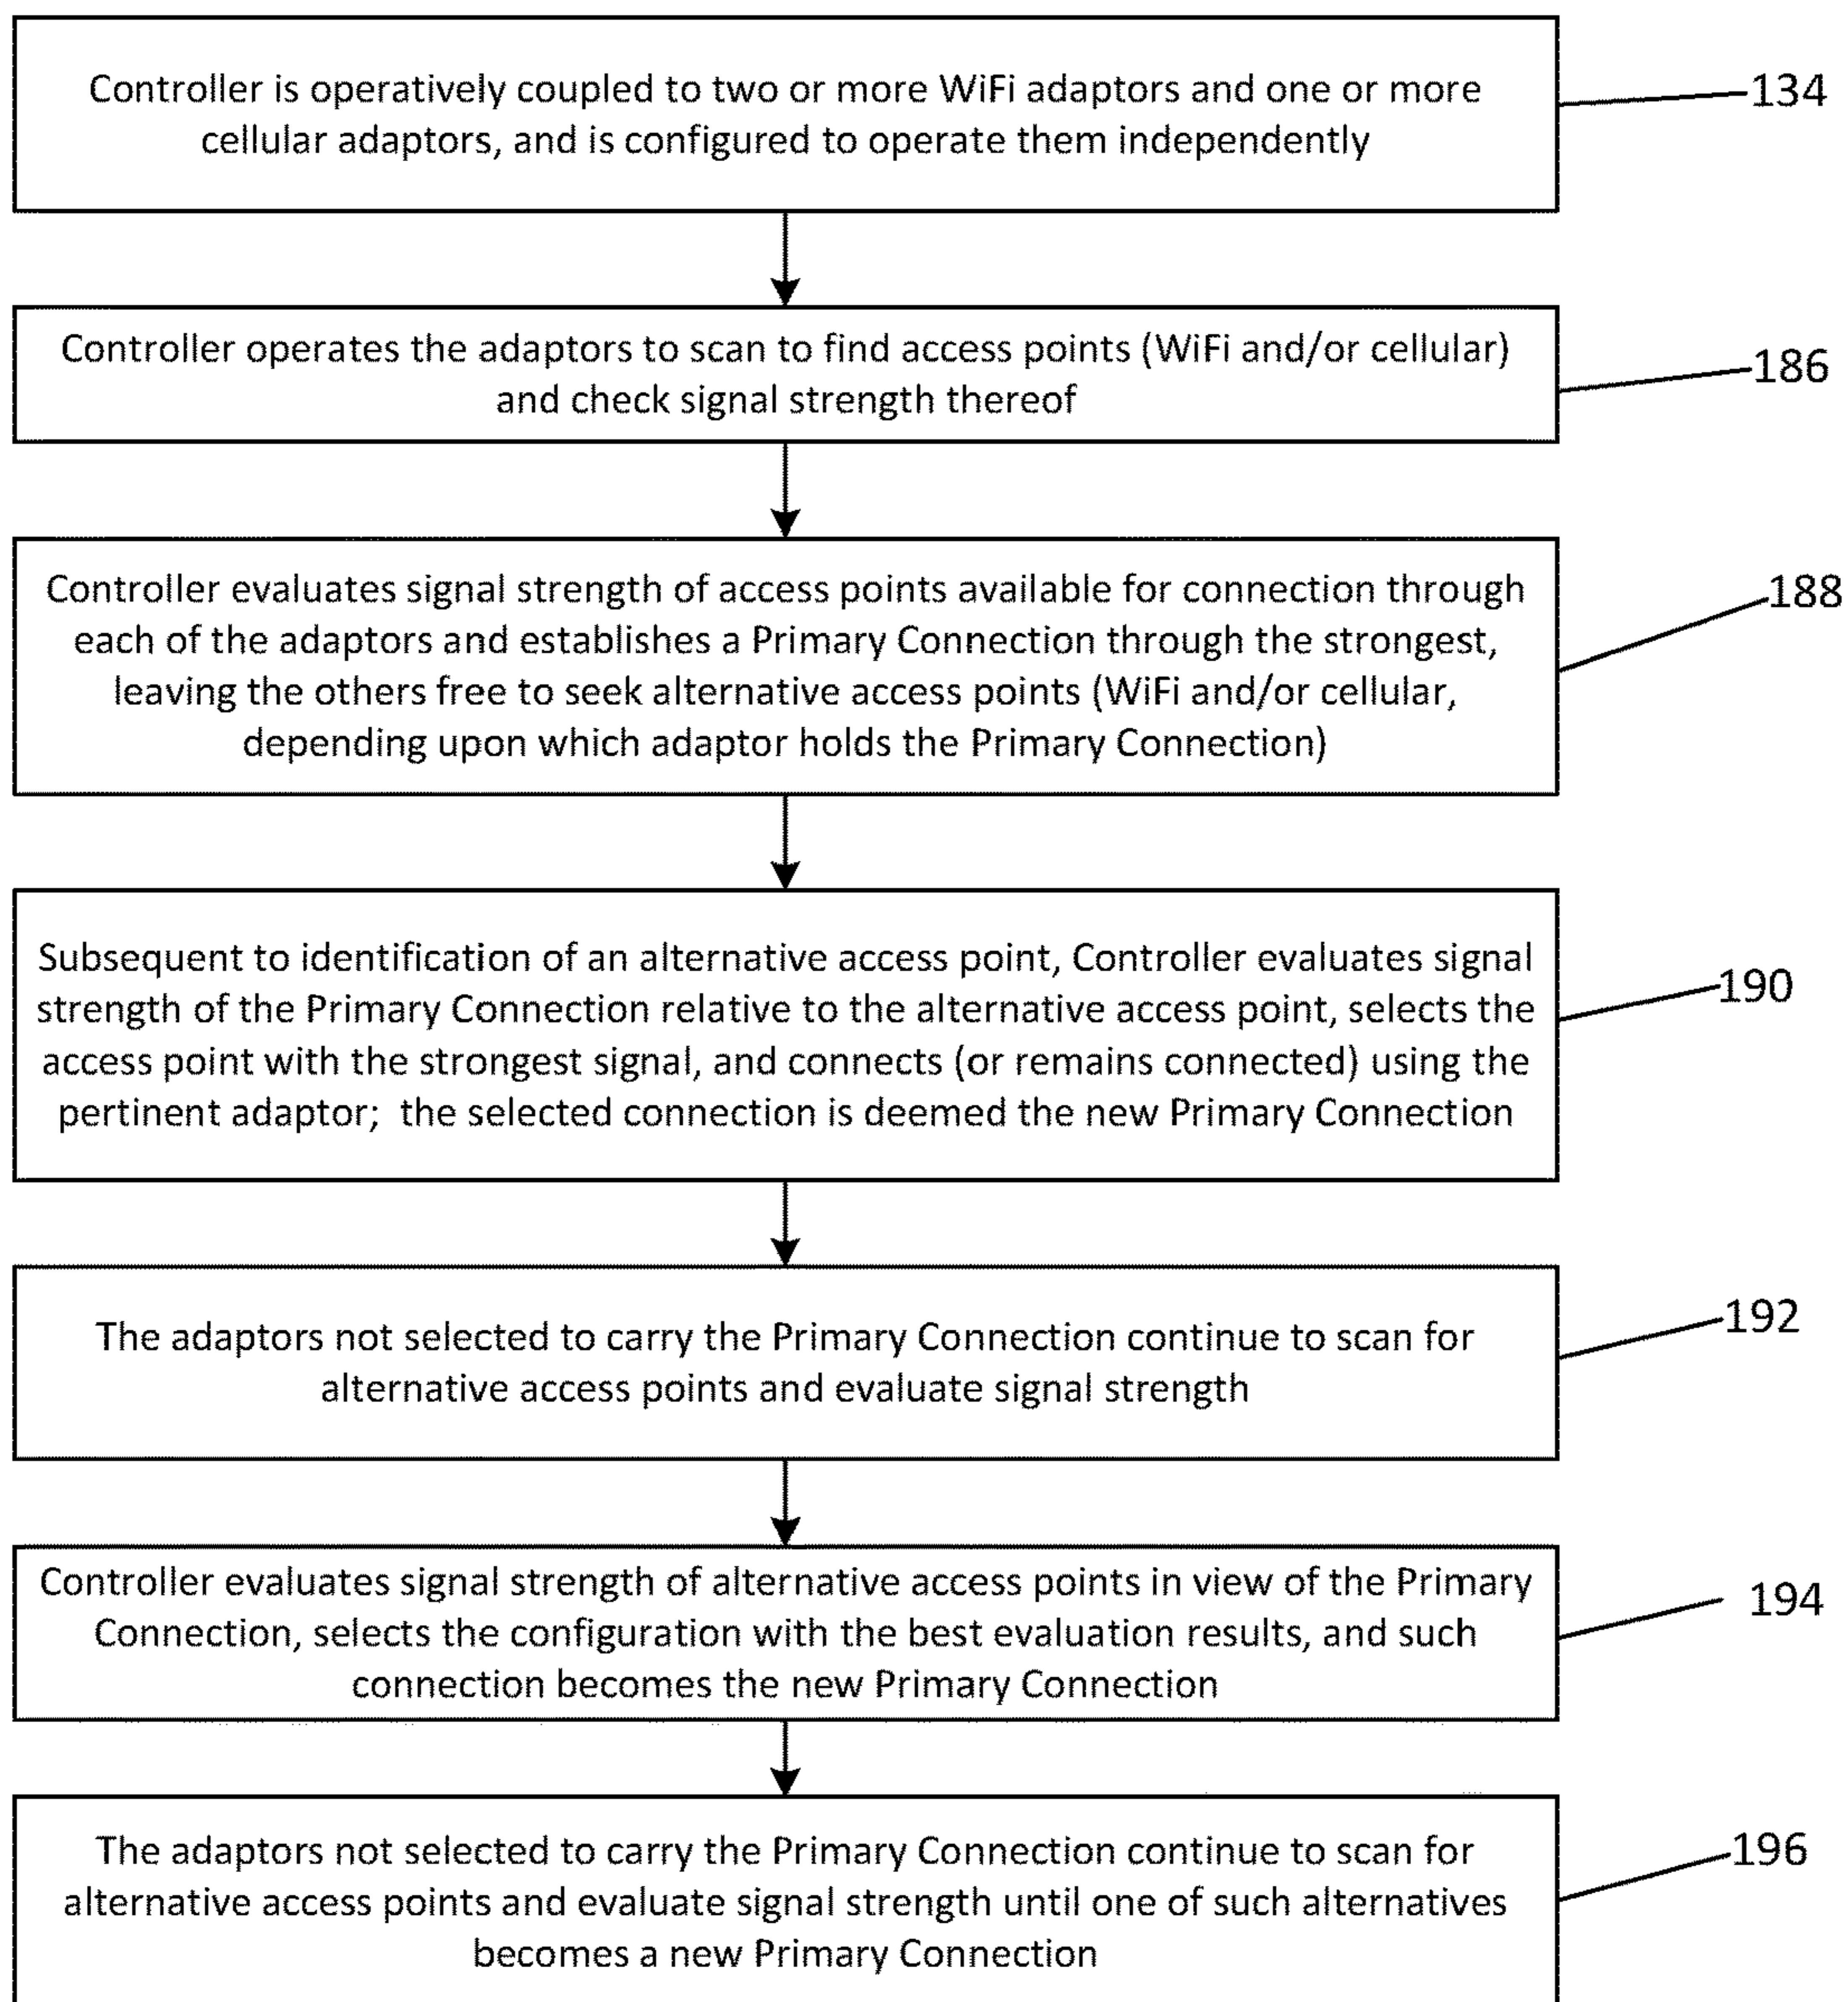 Controller is operatively coupled to two or more WiFi adaptors and one or more
cellular adaptors, and is configured to operate them independently
134
Controller operates the adaptors to scan to find access points (WiFi and/or cellular)
and check signal strength thereof
186
Controller evaluates signal strength of access points available for connection through
each of the adaptors and establishes a Primary Connection through the strongest,
leaving the others free to seek alternative access points (WiFi and/or cellular,
depending upon which adaptor holds the Primary Connection)
188
Subsequent to identification of an alternative access point, Controller evaluates signal
strength of the Primary Connection relative to the alternative access point, selects the
access point with the strongest signal, and connects (or remains connected) using the
pertinent adaptor; the selected connection is deemed the new Primary Connection
190
The adaptors not selected to carry the Primary Connection continue to scan for
alternative access points and evaluate signal strength
192
Controller evaluates signal strength of alternative access points in view of the Primary
Connection, selects the configuration with the best evaluation results, and such
connection becomes the new Primary Connection
194
The adaptors not selected to carry the Primary Connection continue to scan for
alternative access points and evaluate signal strength until one of such alternatives
becomes a new Primary Connection
196